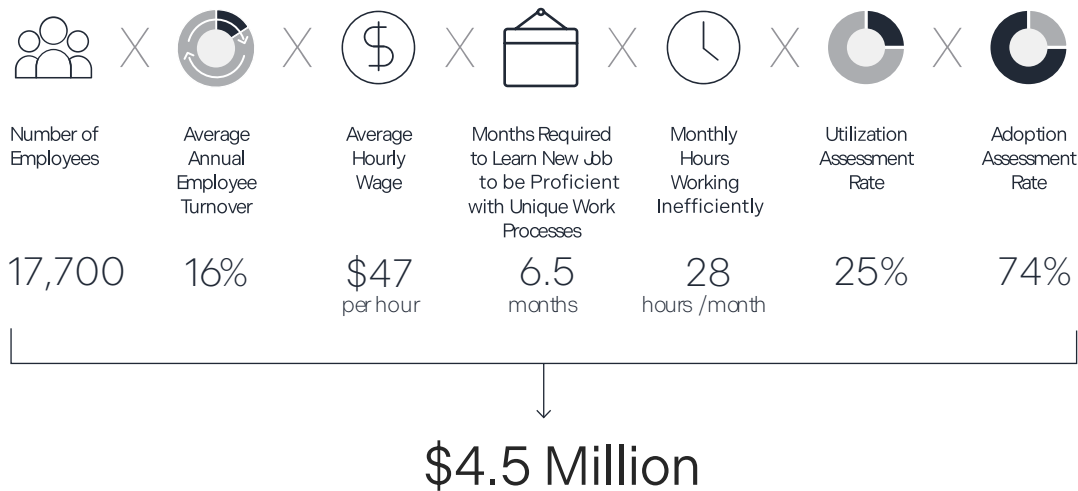 Number of
Employees
Average
Annual
Employee
Turnover
Average
Hourly
Wage
Months Required
to Learn New Job
to be Proficient
with Unique Work
Processes
Monthly
Hours
Working
Inefficiently
Utilization
Assessment
Rate
Adoption
Assessment
Rate
17,700
16%
$47
per hour
6.5
months
28
hours /month
25%
74%
$4.5 Million